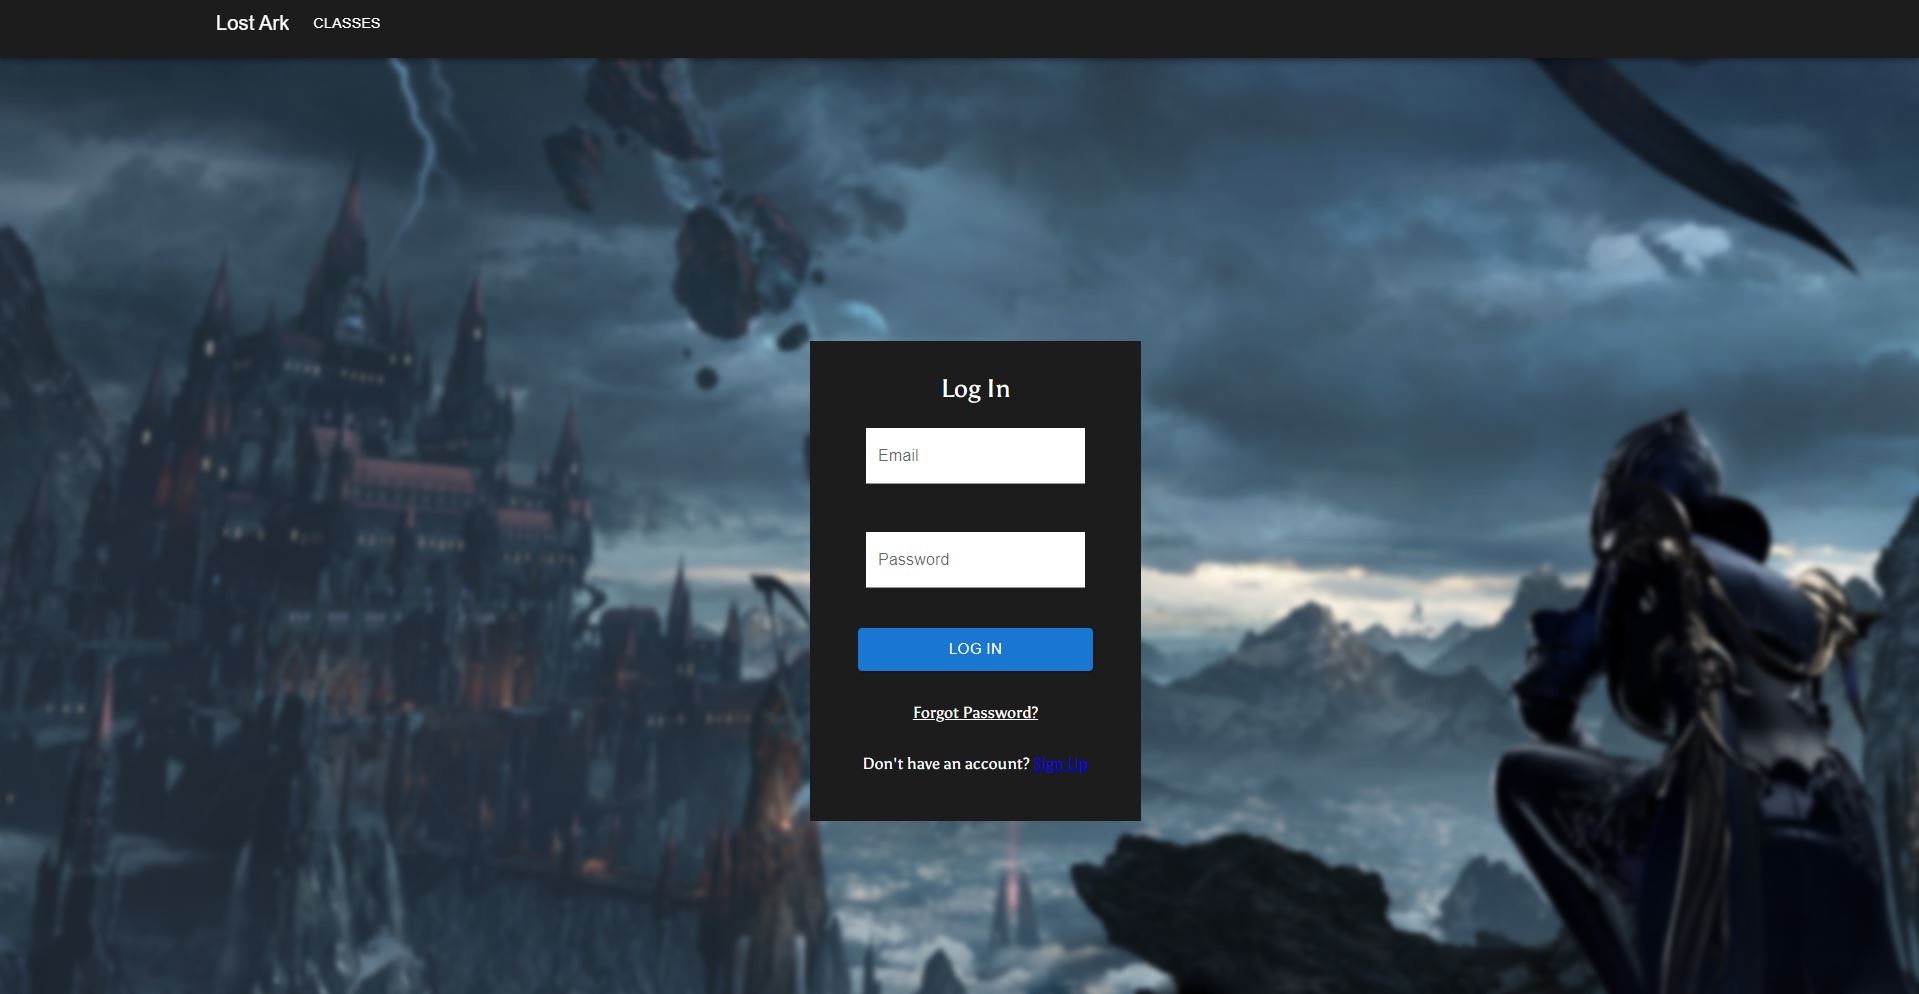 Lost Ark CLASSES
Log In
Email
Password
LOG IN
Forgot Password?
Don't have an account? Sign Up